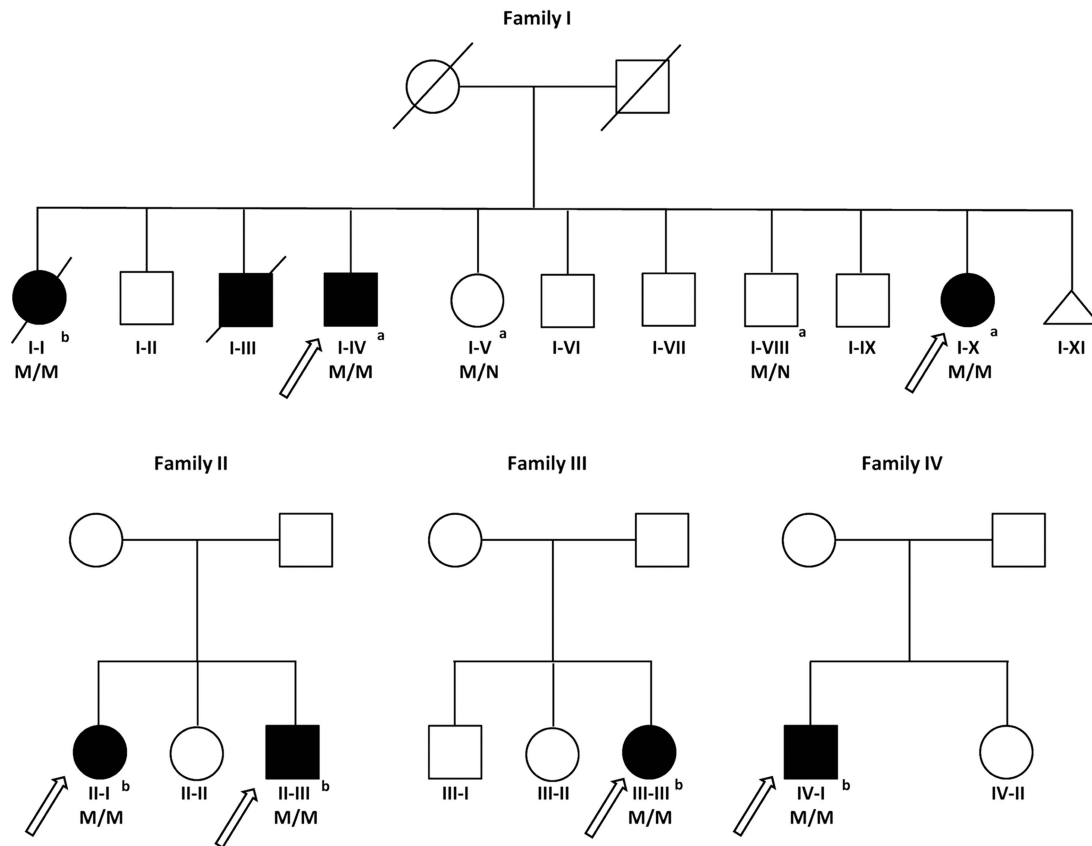 Family I
I-I b I-II I-III I-IV a I-V a I-VI I-VII I-VIII a I-IX I-X a I-XI
M/M M/M M/N M/N M/M
Family II Family III Family IV
II-I b II-II II-III b III-I III-II III-III b IV-I b IV-II
M/M M/M M/M M/M